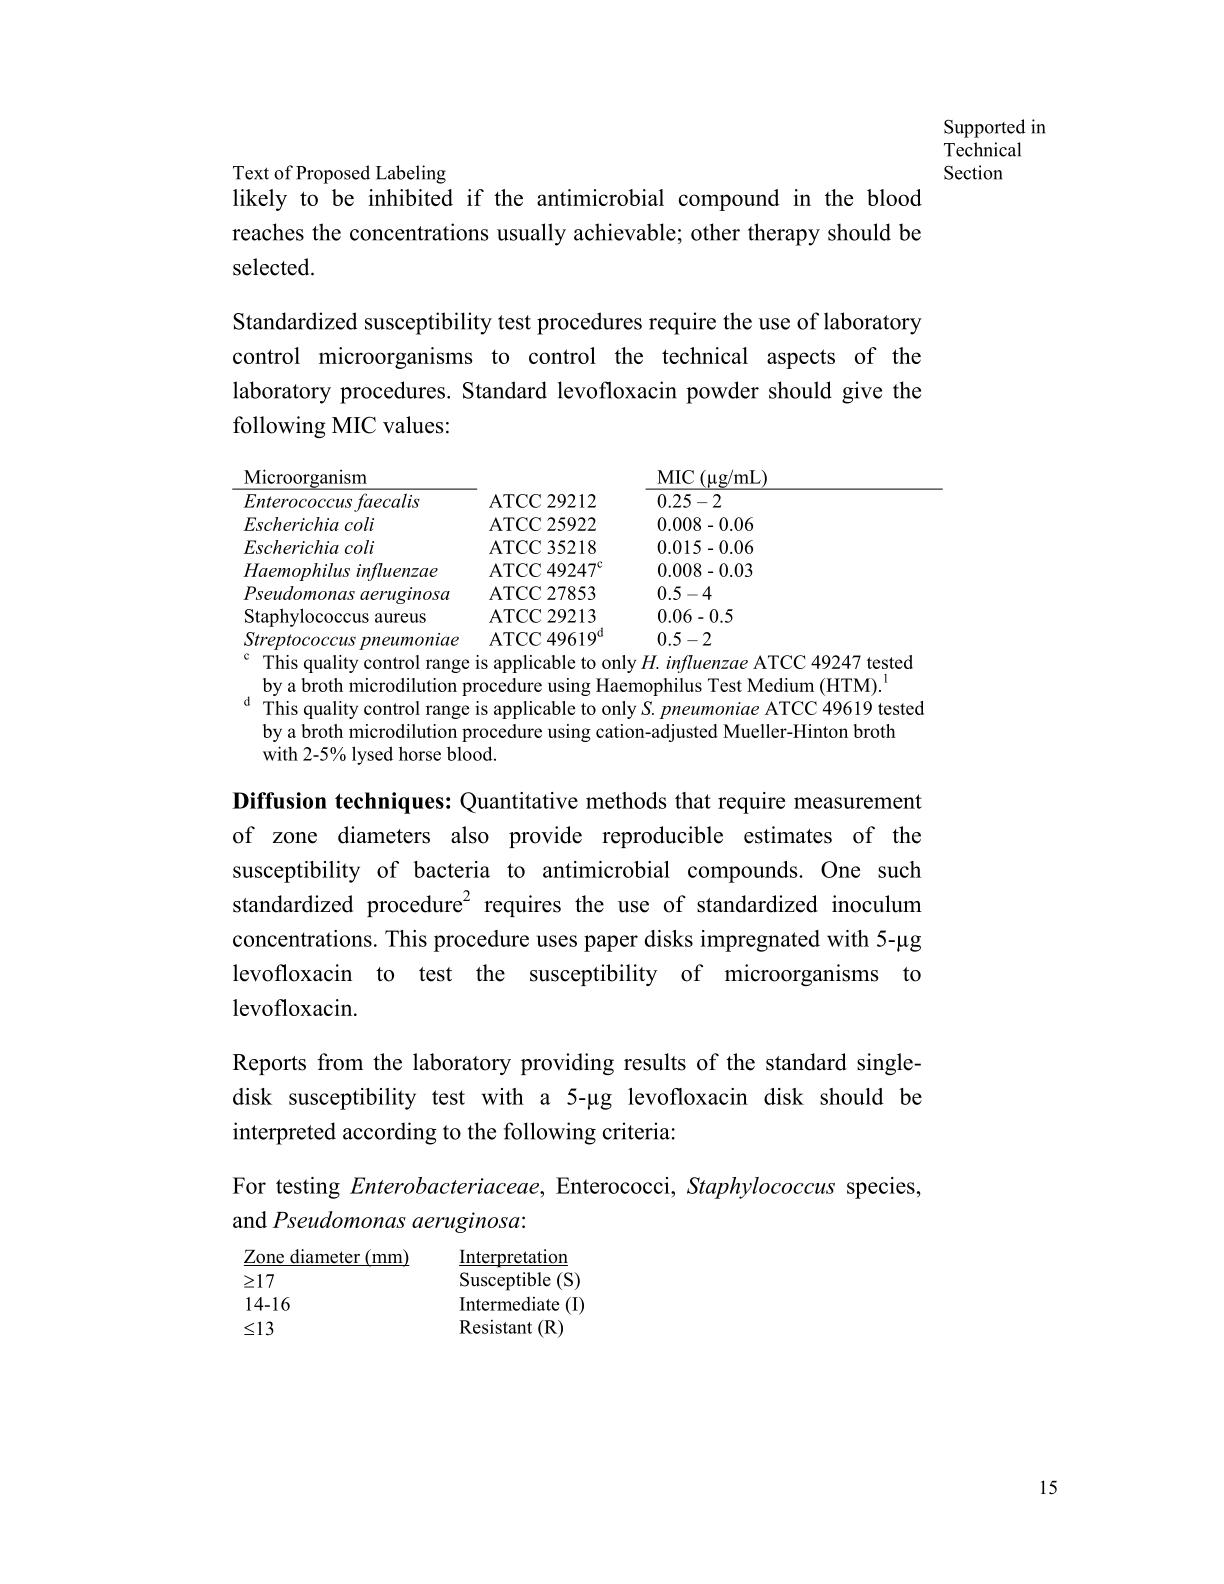 Supported in
Technical
Text of Proposed Labeling Section
likely to be inhibited if the antimicrobial compound in the blood
reaches the concentrations usually achievable; other therapy should be
selected.
Standardized susceptibility test procedures require the use of laboratory
control microorganisms to control the technical aspects of the
laboratory procedures. Standard levofloxacin powder should give the
following MIC values:
Microorganism MIC (µg/mL)
Enterococcus faecalis ATCC 29212 0.25 – 2
Escherichia coli ATCC 25922 0.008 - 0.06
Escherichia coli ATCC 35218 0.015 - 0.06
Haemophilus influenzae ATCC 49247c 0.008 - 0.03
Pseudomonas aeruginosa ATCC 27853 0.5 – 4
Staphylococcus aureus ATCC 29213 0.06 - 0.5
Streptococcus pneumoniae ATCC 49619d 0.5 – 2
c This quality control range is applicable to only H. influenzae ATCC 49247 tested
by a broth microdilution procedure using Haemophilus Test Medium (HTM).1
d This quality control range is applicable to only S. pneumoniae ATCC 49619 tested
by a broth microdilution procedure using cation-adjusted Mueller-Hinton broth
with 2-5% lysed horse blood.
Diffusion techniques: Quantitative methods that require measurement
of zone diameters also provide reproducible estimates of the
susceptibility of bacteria to antimicrobial compounds. One such
standardized procedure2 requires the use of standardized inoculum
concentrations. This procedure uses paper disks impregnated with 5-µg
levofloxacin to test the susceptibility of microorganisms to
levofloxacin.
Reports from the laboratory providing results of the standard single-
disk susceptibility test with a 5-µg levofloxacin disk should be
interpreted according to the following criteria:
For testing Enterobacteriaceae, Enterococci, Staphylococcus species,
and Pseudomonas aeruginosa:
Zone diameter (mm) Interpretation
≥17 Susceptible (S)
14-16 Intermediate (I)
≤13 Resistant (R)
15